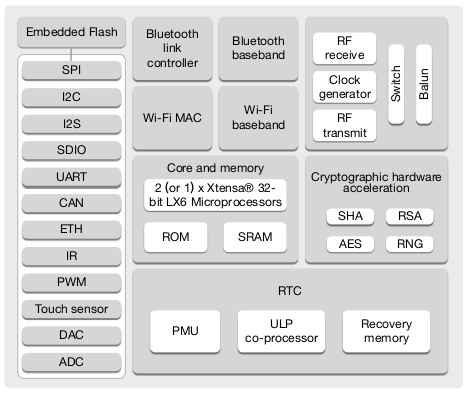 Embedded Flash
SPI
I2C
I2S
SDIO
UART
CAN
ETH
IR
PWM
Touch sensor
DAC
ADC
Bluetooth
link
controller
Bluetooth
baseband
Wi-Fi MAC
Wi-Fi
baseband
RF
receive
Clock
generator
RF
transmit
Switch
Balun
Core and memory
2 (or 1) x Xtensa® 32-
bit LX6 Microprocessors
ROM
SRAM
Cryptographic hardware
acceleration
SHA
RSA
AES
RNG
RTC
PMU
ULP
co-processor
Recovery
memory